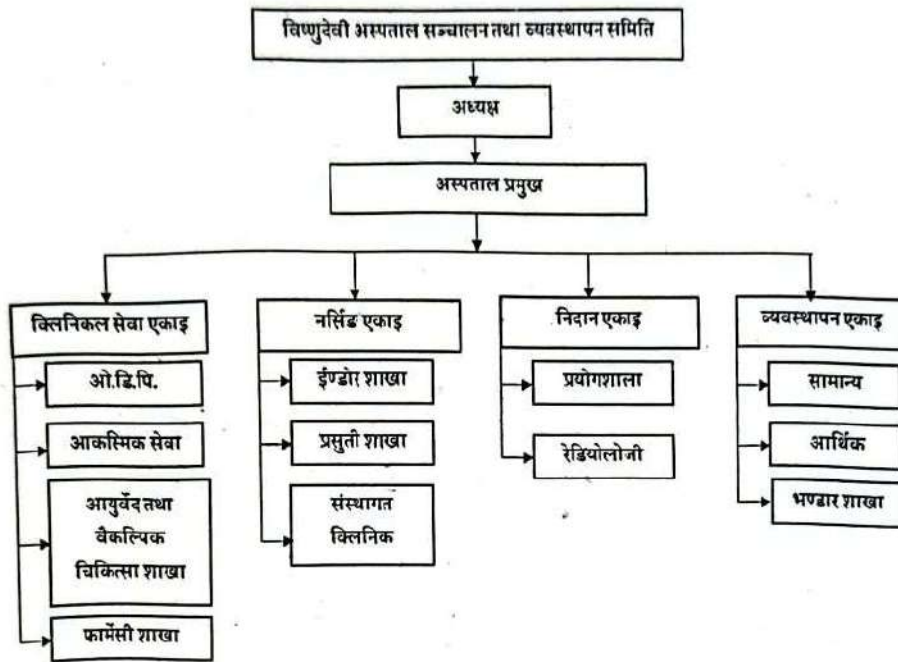 विष्णुदेवी अस्पताल सञ्चालन तथा व्यवस्थापन समिति
अध्यक्ष
अस्पताल प्रमुख
क्लिनिकल सेवा एकाइ
नर्सिङ एकाइ
निदान एकाइ
व्यवस्थापन एकाइ
ओ.डि.पि.
ईण्डोर शाखा
प्रयोगशाला
सामान्य
आकस्मिक सेवा
प्रसुती शाखा
रेडियोलोजी
आर्थिक
आयुर्वेद तथा
वैकल्पिक
चिकित्सा शाखा
संस्थागत
क्लिनिक
भण्डार शाखा
फार्मेसी शाखा